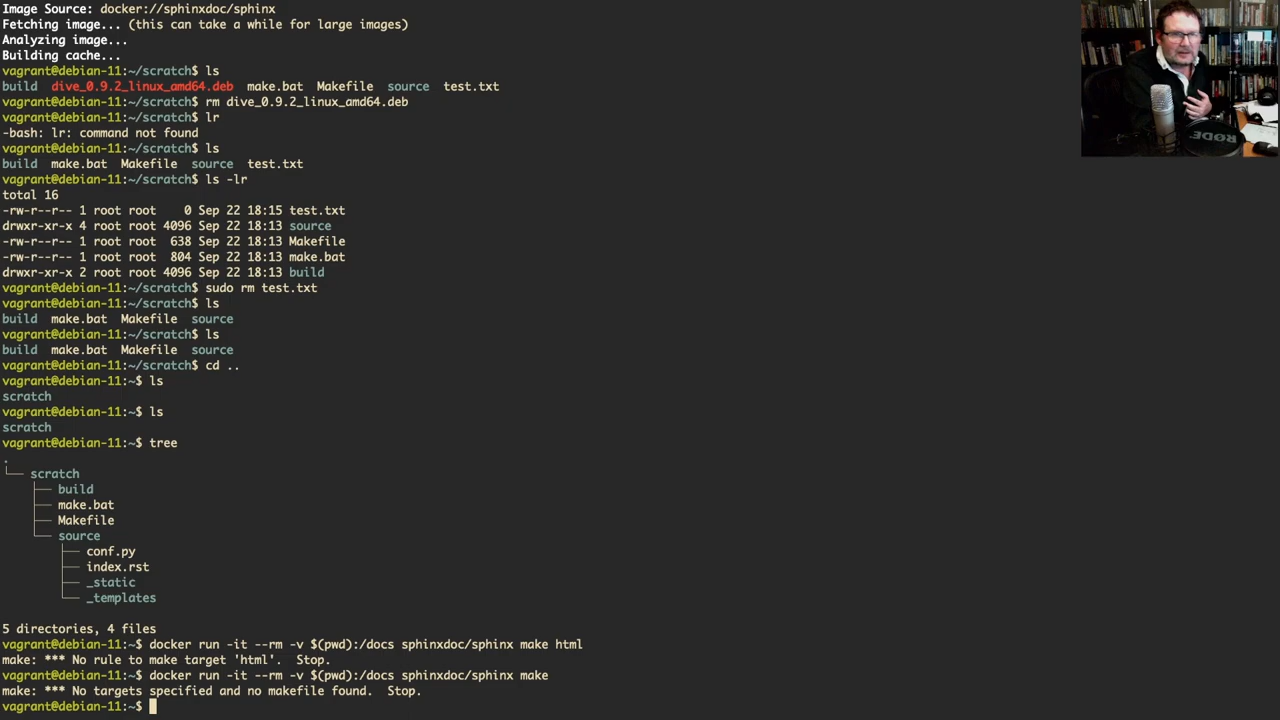 Image Source: docker://sphinxdoc/sphinx
Fetching image... (this can take a while for large images)
Analyzing image...
Building cache...
vagrant@debian-11:~/scratch$ ls
build  dive_0.9.2_linux_amd64.deb  make.bat  Makefile  source  test.txt
vagrant@debian-11:~/scratch$ rm dive_0.9.2_linux_amd64.deb
vagrant@debian-11:~/scratch$ lr
-bash: lr: command not found
vagrant@debian-11:~/scratch$ ls
build  make.bat  Makefile  source  test.txt
vagrant@debian-11:~/scratch$ ls -lr
total 16
-rw-r--r-- 1 root root    0 Sep 22 18:15 test.txt
drwxr-xr-x 4 root root 4096 Sep 22 18:13 source
-rw-r--r-- 1 root root  638 Sep 22 18:13 Makefile
-rw-r--r-- 1 root root  804 Sep 22 18:13 make.bat
drwxr-xr-x 2 root root 4096 Sep 22 18:13 build
vagrant@debian-11:~/scratch$ sudo rm test.txt
vagrant@debian-11:~/scratch$ ls
build  make.bat  Makefile  source
vagrant@debian-11:~/scratch$ ls
build  make.bat  Makefile  source
vagrant@debian-11:~/scratch$ cd ..
vagrant@debian-11:~$ ls
scratch
vagrant@debian-11:~$ ls
scratch
vagrant@debian-11:~$ tree
.
└── scratch
    ├── build
    ├── make.bat
    ├── Makefile
    └── source
        ├── conf.py
        ├── index.rst
        ├── _static
        └── _templates
5 directories, 4 files
vagrant@debian-11:~$ docker run -it --rm -v $(pwd):/docs sphinxdoc/sphinx make html
make: *** No rule to make target 'html'.  Stop.
vagrant@debian-11:~$ docker run -it --rm -v $(pwd):/docs sphinxdoc/sphinx make
make: *** No targets specified and no makefile found.  Stop.
vagrant@debian-11:~$
RØDE